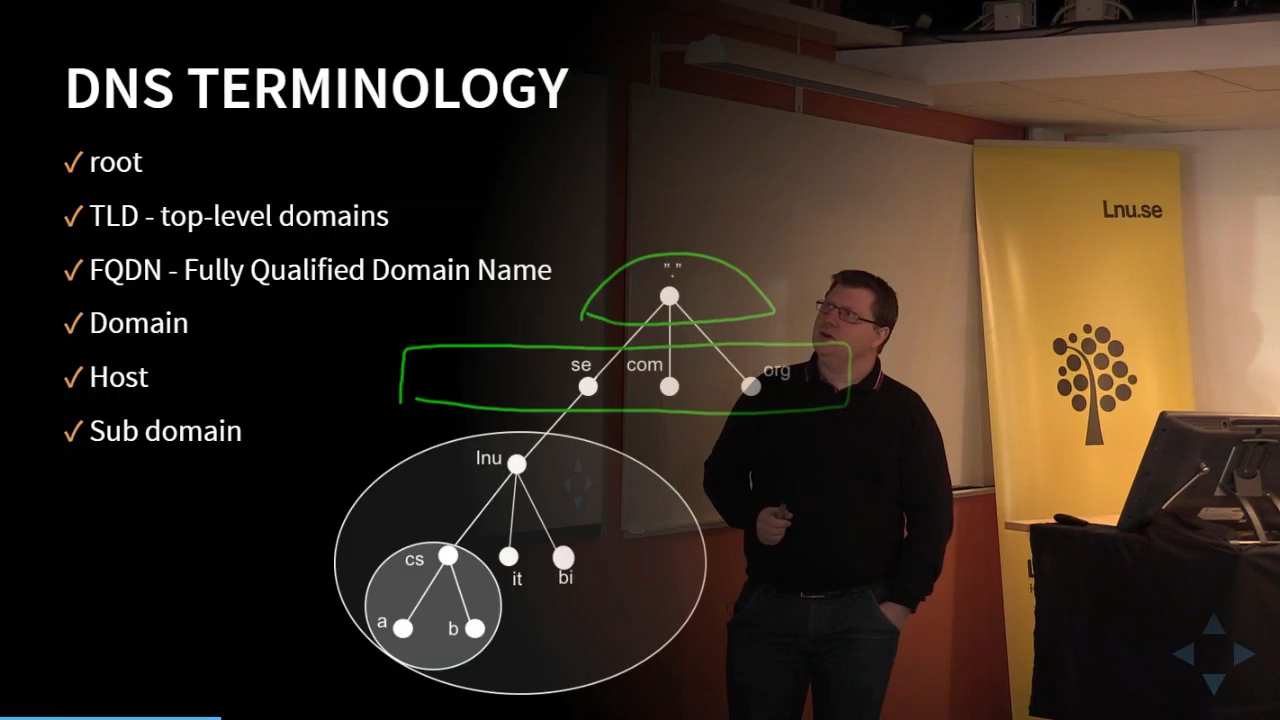 DNS TERMINOLOGY
✓ root
✓ TLD - top-level domains
✓ FQDN - Fully Qualified Domain Name
✓ Domain
✓ Host
✓ Sub domain
"."
se com org
lnu
cs it bi
a b
Lnu.se